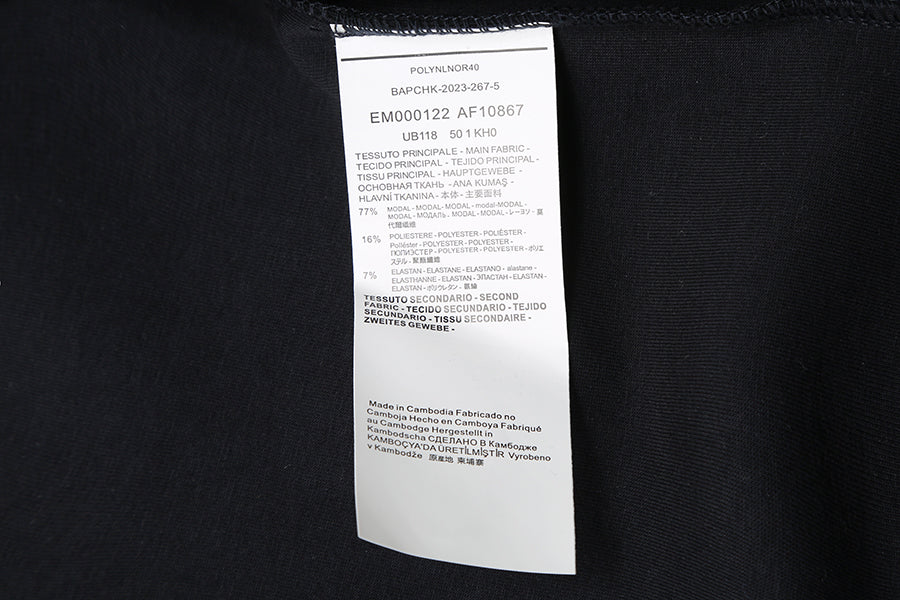 POLYNLNOR40
BAPCHK-2023-267-5
EM000122 AF10867
UB118 50 1 KH0
TESSUTO PRINCIPALE - MAIN FABRIC -
TECIDO PRINCIPAL - TEJIDO PRINCIPAL -
TISSU PRINCIPAL - HAUPTGEWEBE -
ОСНОВНАЯ ТКАНЬ - ANA KUMAŞ -
HLAVNÍ TKANINA - 本体 - 主要面料
77% MODAL - MODAL - MODAL - modal-MODAL -
MODAL - МОДАЛЬ. MODAL - MODAL - レーヨン - 莫
代爾纖維
16% POLIESTERE - POLYESTER - POLIÉSTER -
Poliéster - POLYESTER - POLYESTER -
ПОЛИЭСТЕР - POLYESTER - POLYESTER - ポリエ
ステル - 聚酯纖維
7% ELASTAN - ELASTANE - ELASTANO - alastane -
ELASTHANNE - ELASTAN - ЭЛАСТАН - ELASTAN -
ELASTAN - ポリウレタン - 氨綸
TESSUTO SECONDARIO - SECOND
FABRIC - TECIDO SECUNDARIO - TEJIDO
SECUNDARIO - TISSU SECONDAIRE -
ZWEITES GEWEBE -
Made in Cambodia Fabricado no
Camboja Hecho en Camboya Fabriqué
au Cambodge Hergestellt in
Kambodscha СДЕЛАНО В Камбодже
KAMBOÇYA'DA ÜRETİLMİŞTİR Vyrobeno
v Kambodže 原產地 柬埔寨